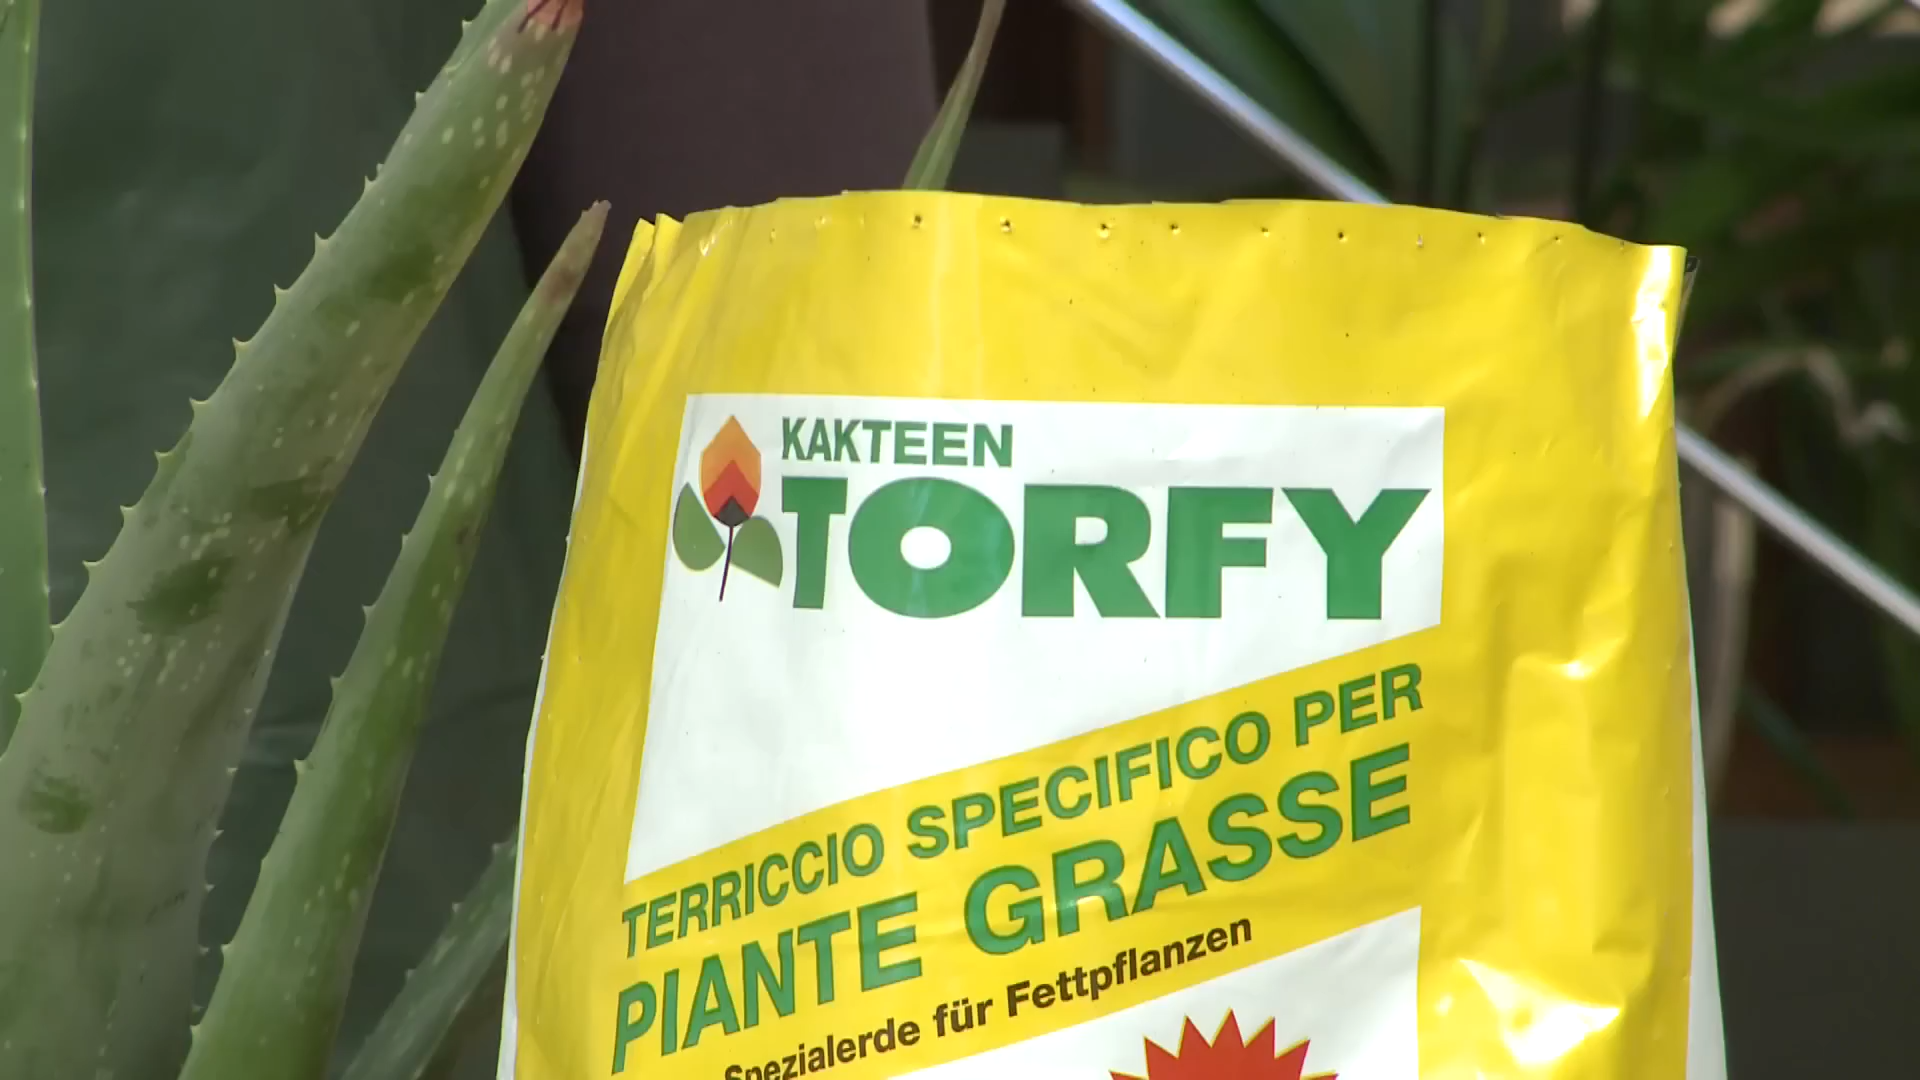 KAKTEEN
TORFY
TERRICCIO SPECIFICO PER
PIANTE GRASSE
Spezialerde für Fettpflanzen